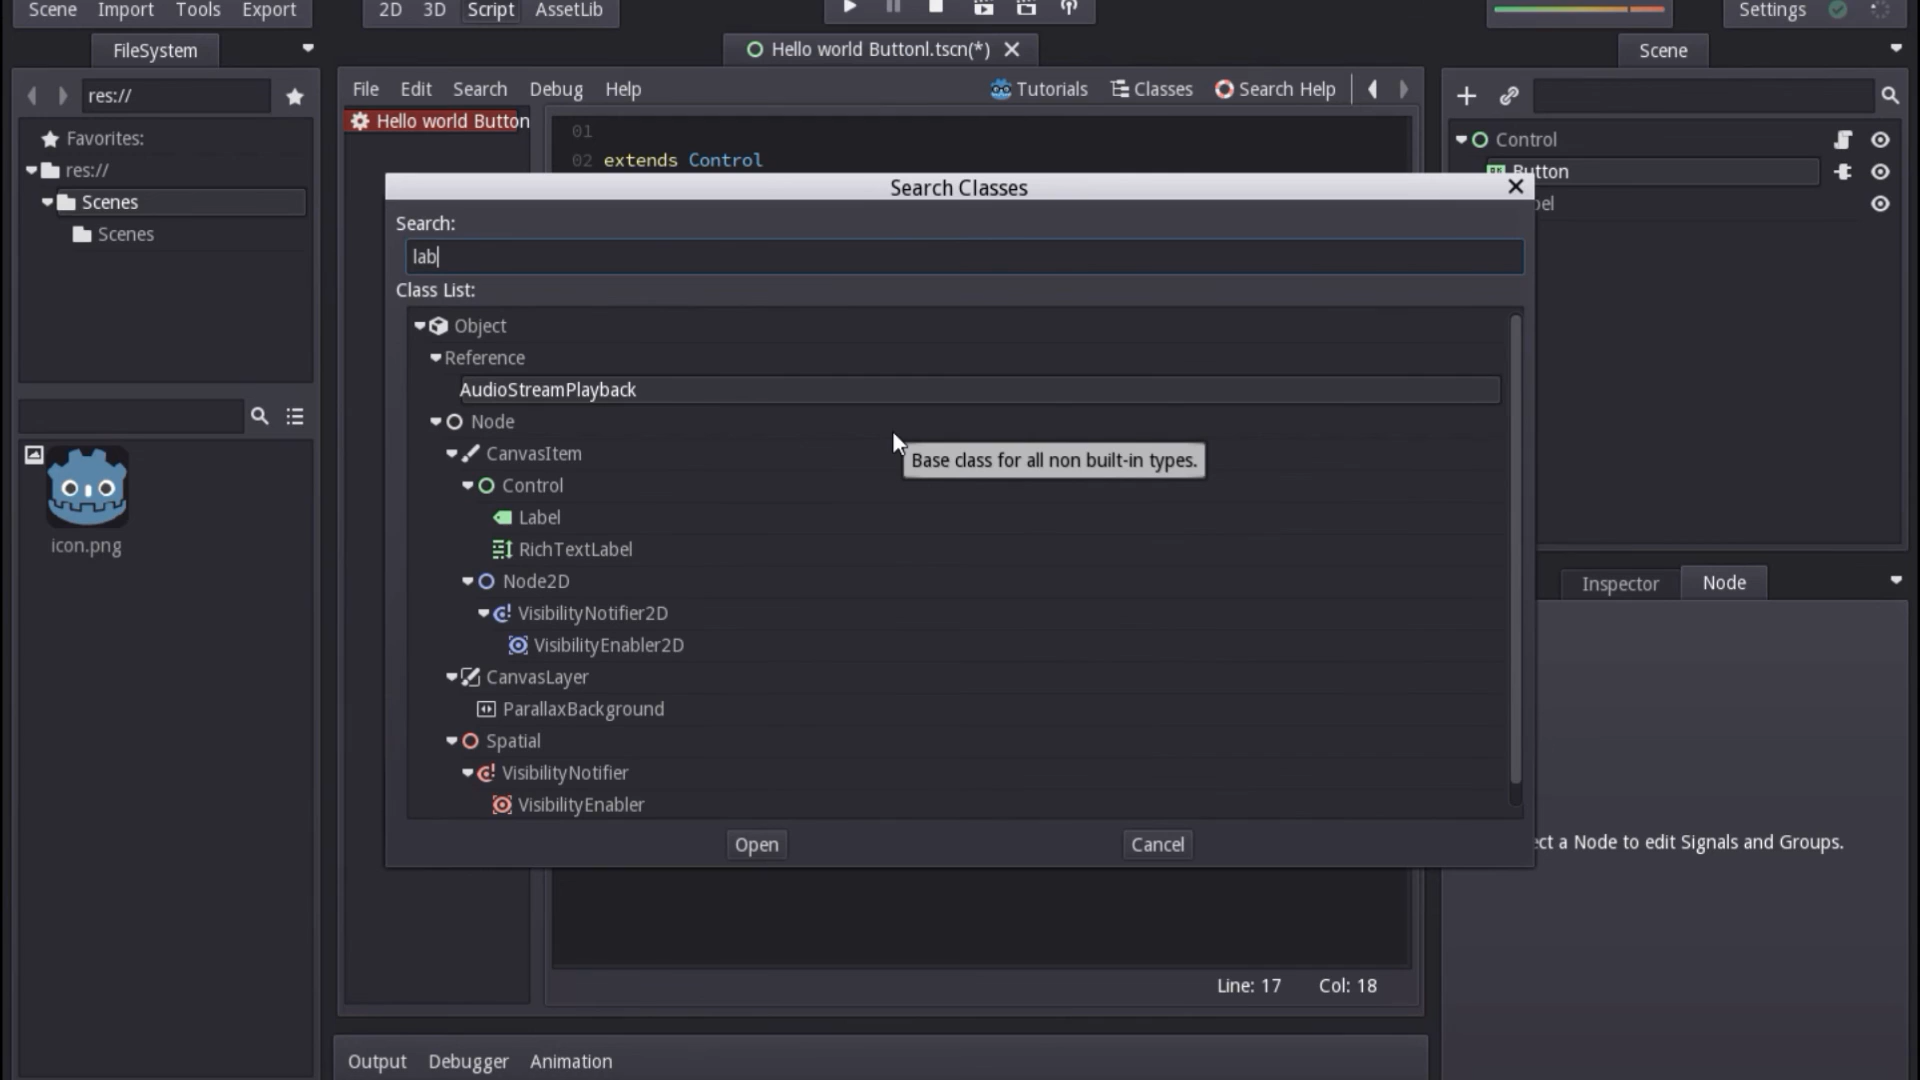 Scene Import Tools Export
2D 3D Script AssetLib
Settings
FileSystem
Hello world Buttonl.tscn(*)
Scene
res://
File Edit Search Debug Help
Tutorials Classes Search Help
Favorites:
res://
Scenes
Scenes
icon.png
Hello world Button
01
02 extends Control
Control
Button
Search Classes
Search:
lab
Class List:
Object
Reference
AudioStreamPlayback
Node
CanvasItem
Base class for all non built-in types.
Control
Label
RichTextLabel
Node2D
VisibilityNotifier2D
VisibilityEnabler2D
CanvasLayer
ParallaxBackground
Spatial
VisibilityNotifier
VisibilityEnabler
Open Cancel
Inspector Node
a Node to edit Signals and Groups.
Line: 17 Col: 18
Output Debugger Animation